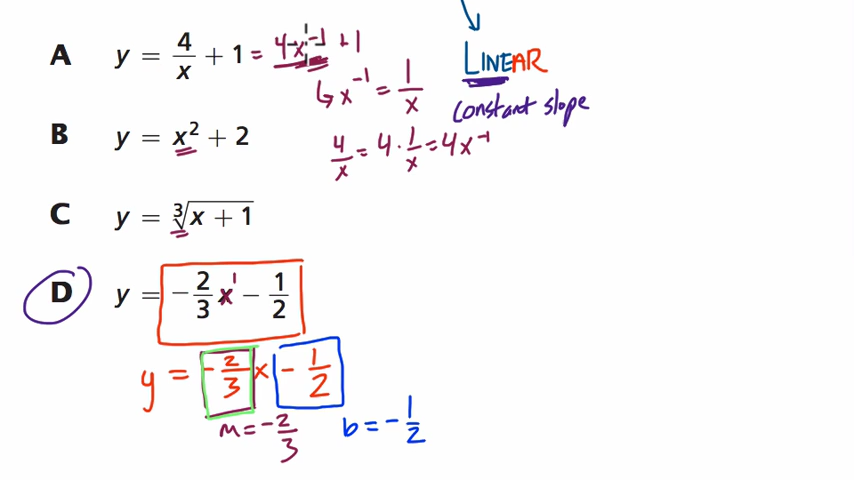 A y = 4/x + 1 = 4x⁻¹ + 1
LINEAR
↳ x⁻¹ = 1/x
constant slope
B y = x² + 2
4/x = 4 · 1/x = 4x⁻¹
C y = ∛(x + 1)
D y = -2/3 x¹ - 1/2
y = -2/3 x - 1/2
m = -2/3 b = -1/2